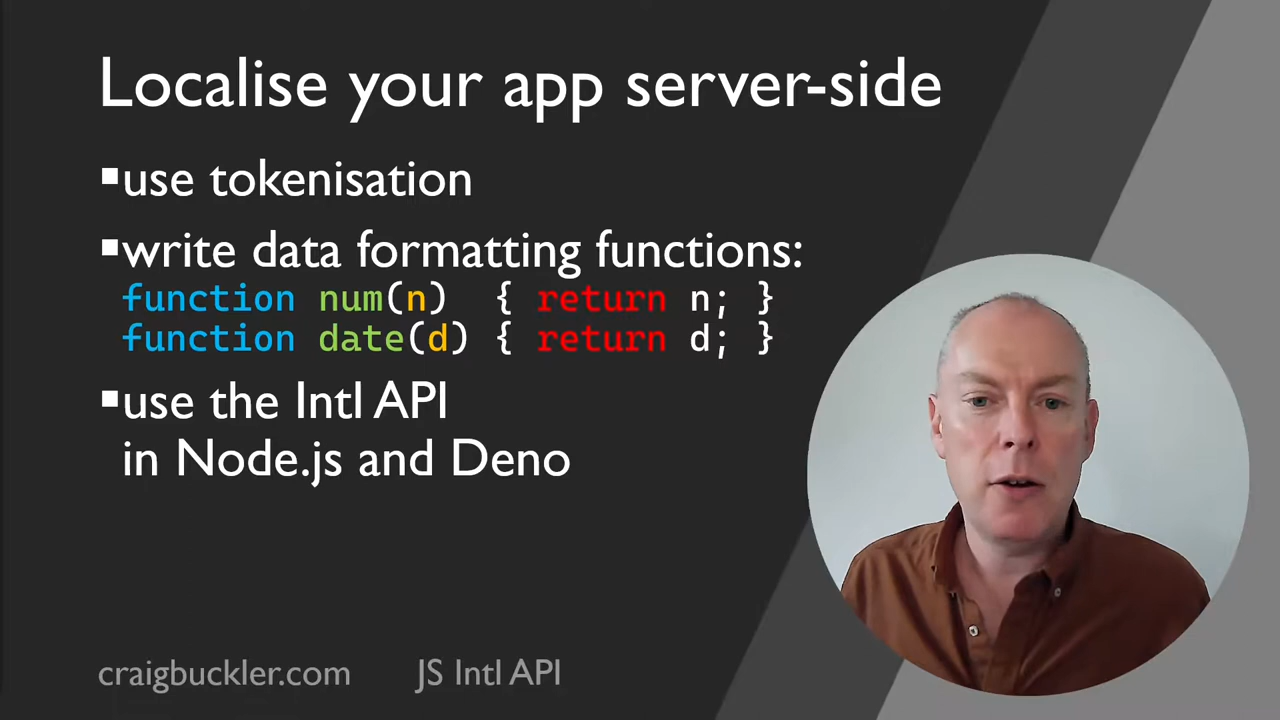 Localise your app server-side
▪use tokenisation
▪write data formatting functions:
function num(n)  { return n; }
function date(d) { return d; }
▪use the Intl API
in Node.js and Deno
craigbuckler.com
JS Intl API